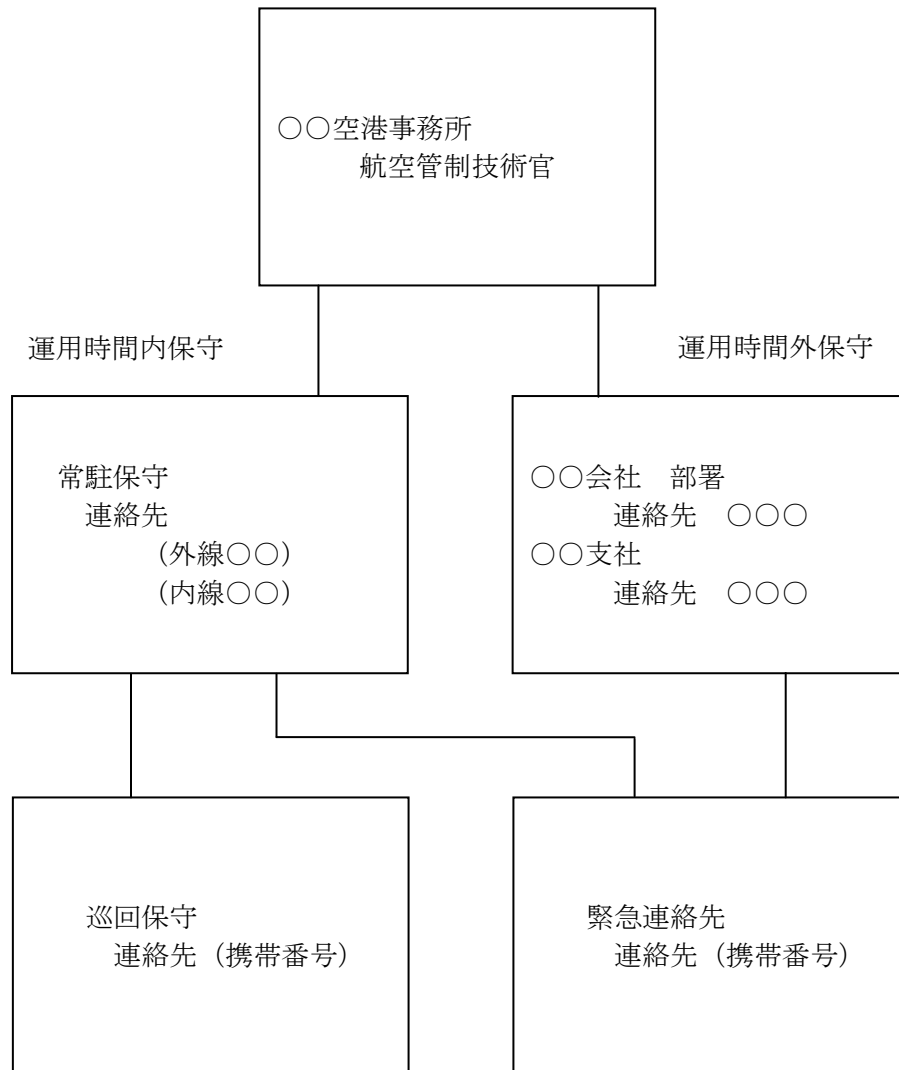 ○○空港事務所
航空管制技術官
運用時間内保守
運用時間外保守
常駐保守
連絡先
（外線○○）
（内線○○）
○○会社　部署
連絡先　○○○
○○支社
連絡先　○○○
巡回保守
連絡先（携帯番号）
緊急連絡先
連絡先（携帯番号）